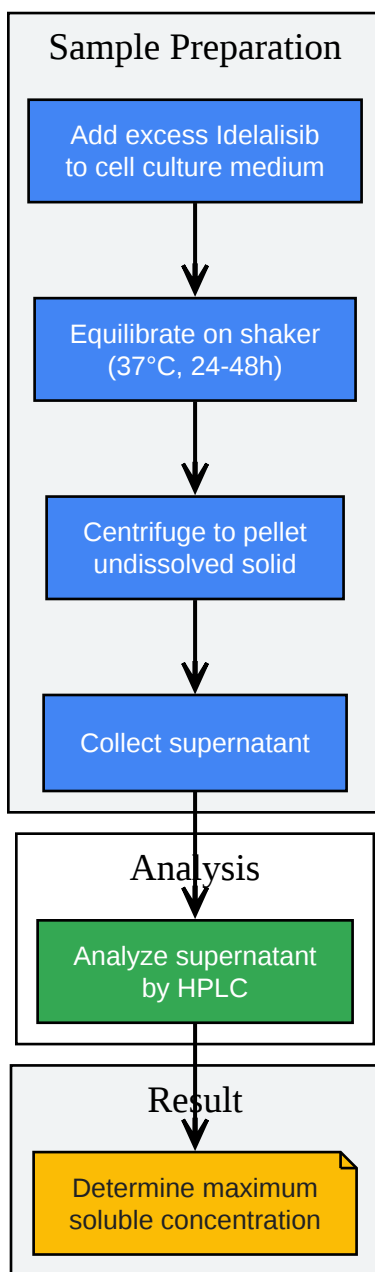 Sample Preparation
Add excess Idelalisib
to cell culture medium
Equilibrate on shaker
(37°C, 24-48h)
Centrifuge to pellet
undissolved solid
Collect supernatant
Analysis
Analyze supernatant
by HPLC
Result
Determine maximum
soluble concentration